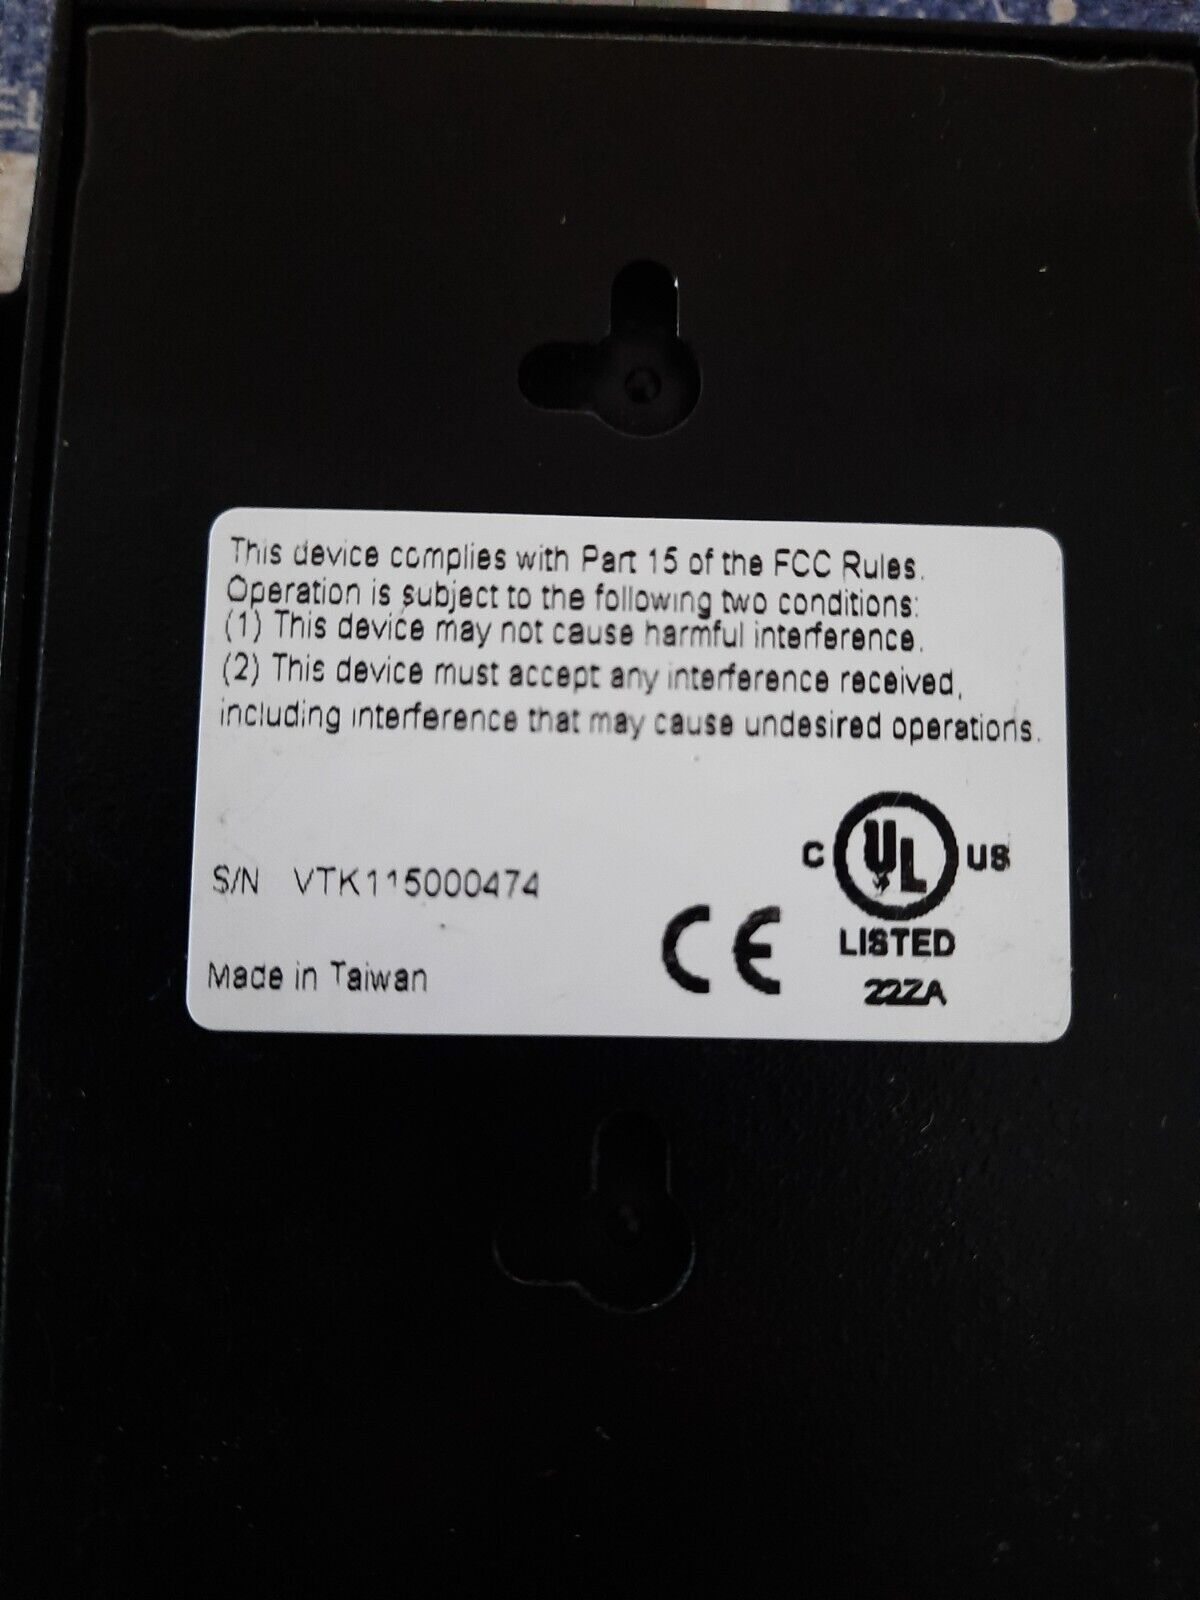 This device complies with Part 15 of the FCC Rules.
Operation is subject to the following two conditions:
(1) This device may not cause harmful interference.
(2) This device must accept any interference received,
including interference that may cause undesired operations.
C UL US
S/N VTK115000474
CE
LISTED
Made in Taiwan
22ZA